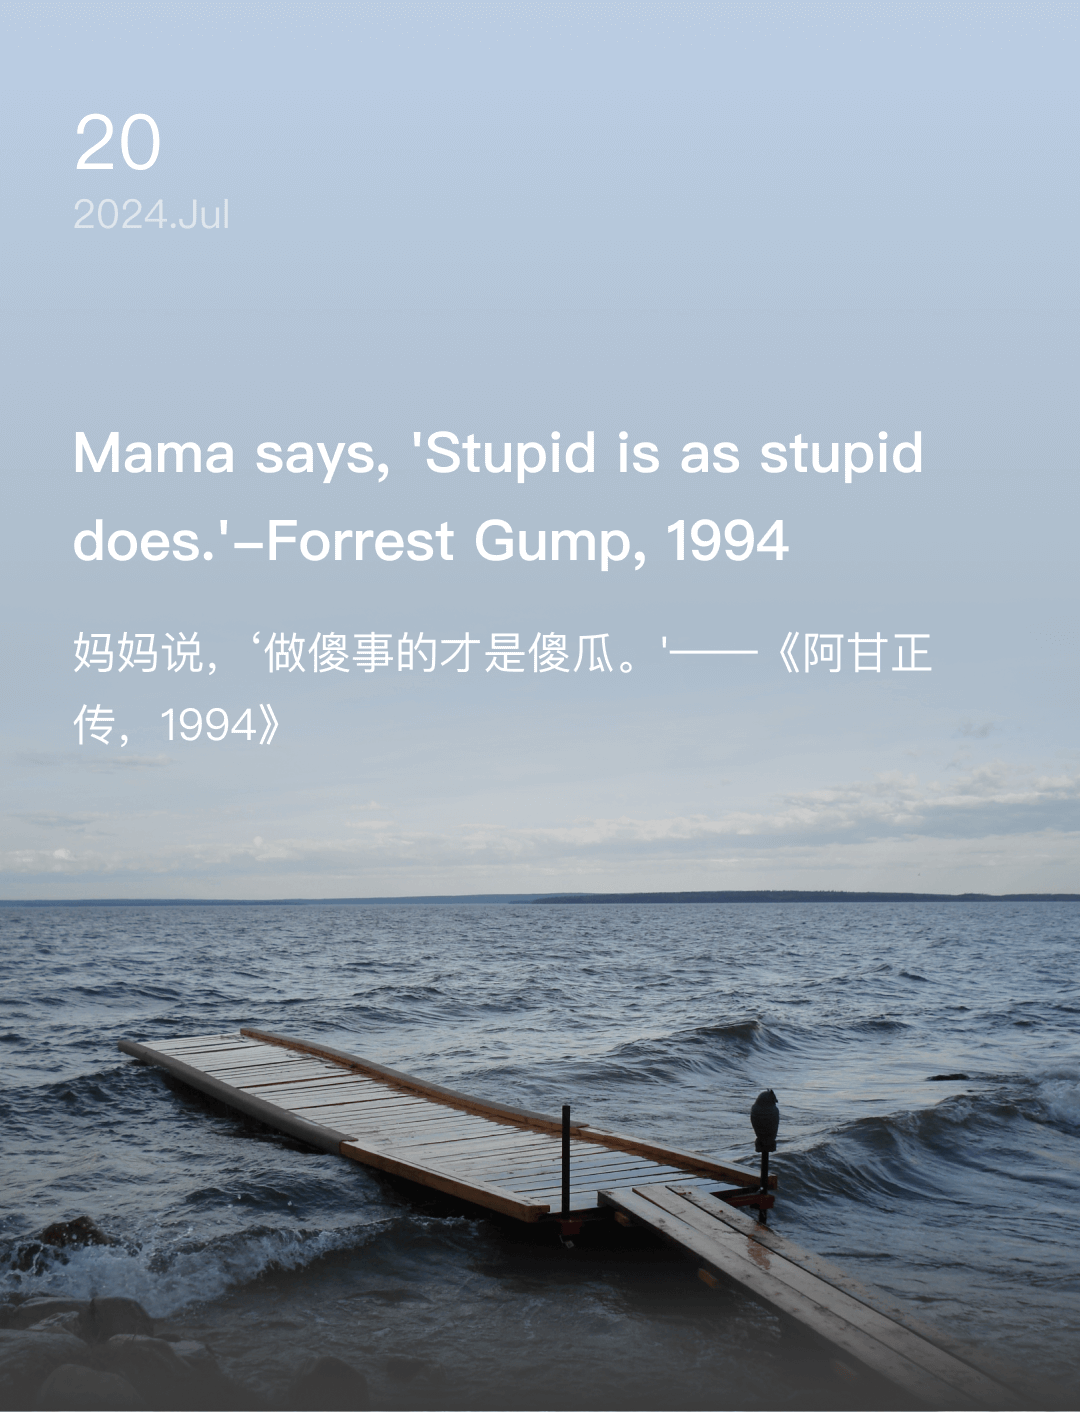 20
2024.Jul
Mama says, 'Stupid is as stupid
does.'–Forrest Gump, 1994
妈妈说，‘做傻事的才是傻瓜。'——《阿甘正
传，1994》